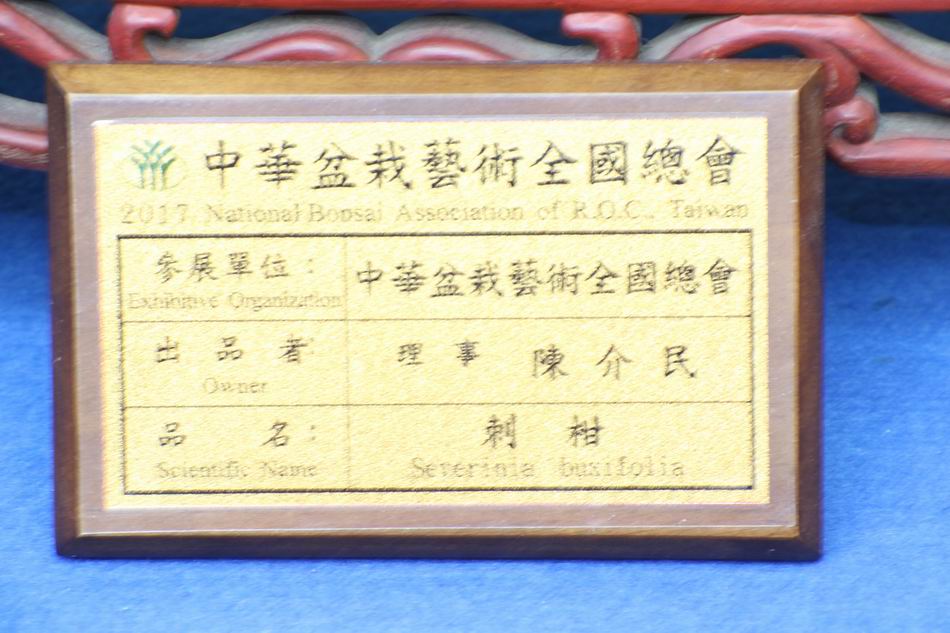 中華盆栽藝術全國總會
2017 National Bonsai Association of R.O.C., Taiwan
參展單位：中華盆栽藝術全國總會
Exhibitive Organization
出品者：理事 陳介民
Owner
品名：刺柑
Scientific Name Severinia buxifolia